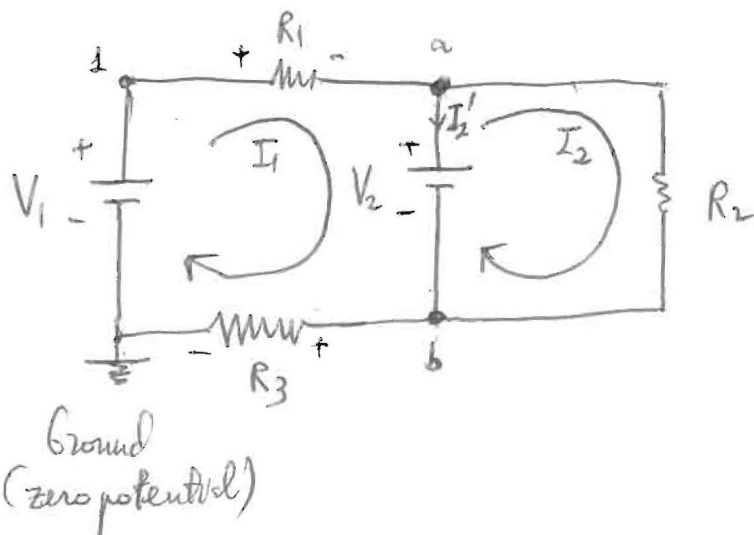 1
+ R₁ -
a
I₂'
+
V₁
-
I₁
+
V₂
-
I₂
R₂
- R₃ +
b
Ground
(zero potential)